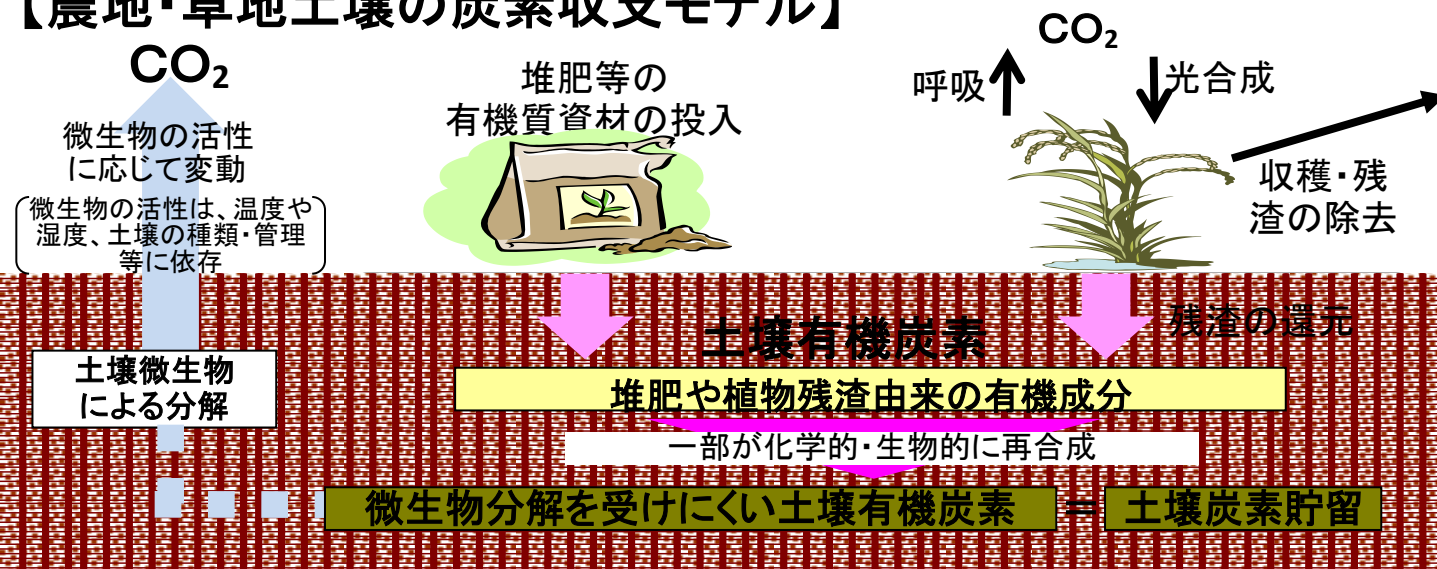 【農地・草地土壌の炭素収支モデル】
CO₂
微生物の活性
に応じて変動
微生物の活性は、温度や
湿度、土壌の種類・管理
等に依存
堆肥等の
有機質資材の投入
CO₂
呼吸
光合成
収穫・残
渣の除去
土壌有機炭素
残渣の還元
土壌微生物
による分解
堆肥や植物残渣由来の有機成分
一部が化学的・生物的に再合成
微生物分解を受けにくい土壌有機炭素
＝
土壌炭素貯留